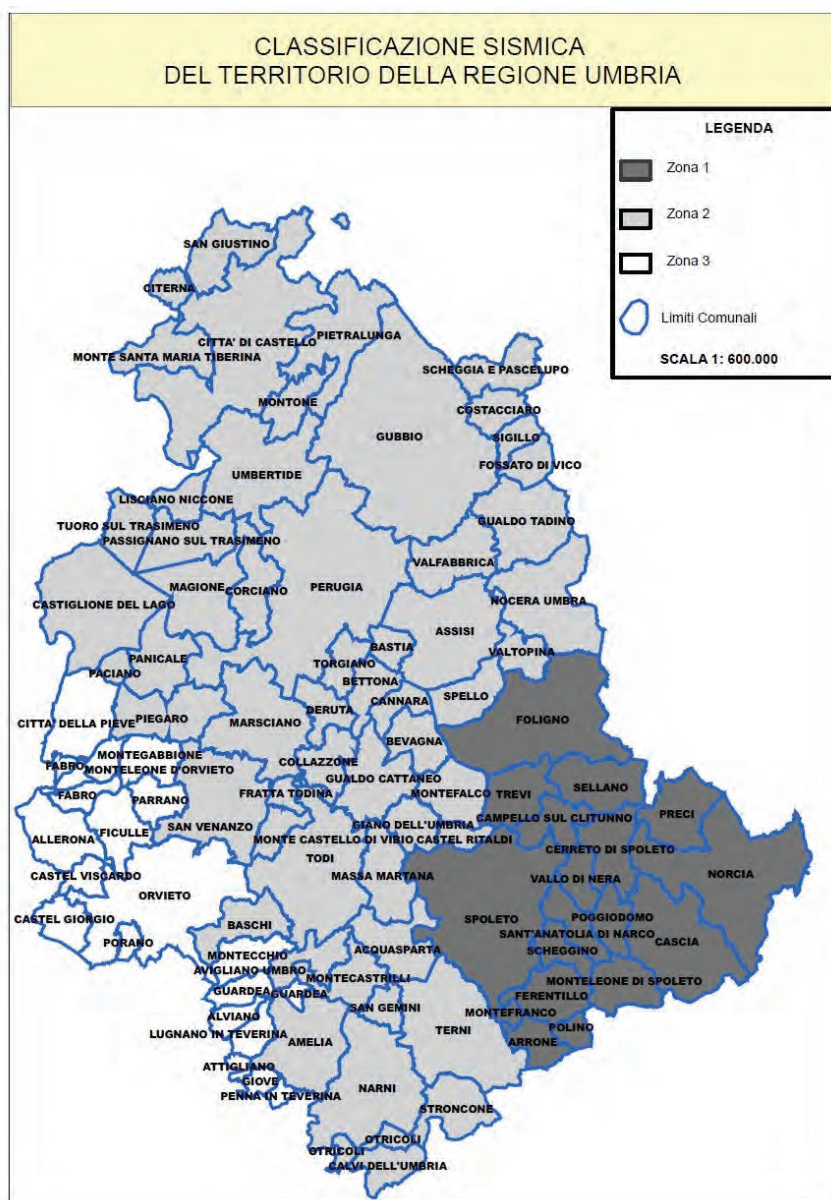 CLASSIFICAZIONE SISMICA
DEL TERRITORIO DELLA REGIONE UMBRIA
LEGENDA
Zona 1
Zona 2
Zona 3
Limiti Comunali
SCALA 1: 600.000
SAN GIUSTINO
CITERNA
PIETRALUNGA
CITTA' DI CASTELLO
MONTE SANTA MARIA TIBERINA
SCHEGGIA E PASCELUPO
MONTONE
COSTACCIARO
GUBBIO
SIGILLO
FOSSATO DI VICO
UMBERTIDE
LISCIANO NICCONE
GUALDO TADINO
TUORO SUL TRASIMENO
PASSIGNANO SUL TRASIMENO
VALFABBRICA
MAGIONE
CORCIANO
PERUGIA
CASTIGLIONE DEL LAGO
NOCERA UMBRA
ASSISI
BASTIA
VALTOPINA
PANICALE
TORGIANO
PACIANO
BETTONA
SPELLO
CANNARA
DERUTA
CITTA' DELLA PIEVE
PIEGARO
MARSCIANO
FOLIGNO
BEVAGNA
MONTEGABBIONE
COLLAZZONE
FABRO
MONTELEONE D'ORVIETO
GUALDO CATTANEO
SELLANO
FABRO
PARRANO
FRATTA TODINA
MONTEFALCO
TREVI
PRECI
SAN VENANZO
GIANO DELL'UMBRIA
CAMPELLO SUL CLITUNNO
ALLERONA
FICULLE
MONTE CASTELLO DI VIBIO
CASTEL RITALDI
CERRETO DI SPOLETO
TODI
CASTEL VISCARDO
MASSA MARTANA
VALLO DI NERA
NORCIA
ORVIETO
SPOLETO
POGGIODOMO
CASTEL GIORGIO
BASCHI
SANT'ANATOLIA DI NARCO
PORANO
ACQUASPARTA
SCHEGGINO
CASCIA
MONTECCHIO
AVIGLIANO UMBRO
MONTECASTRILLI
MONTELEONE DI SPOLETO
GUARDEA
GUARDEA
FERENTILLO
SAN GEMINI
MONTEFRANCO
ALVIANO
TERNI
POLINO
LUGNANO IN TEVERINA
AMELIA
ARRONE
ATTIGLIANO
GIOVE
NARNI
PENNA IN TEVERINA
STRONCONE
OTRICOLI
OTRICOLI
CALVI DELL'UMBRIA